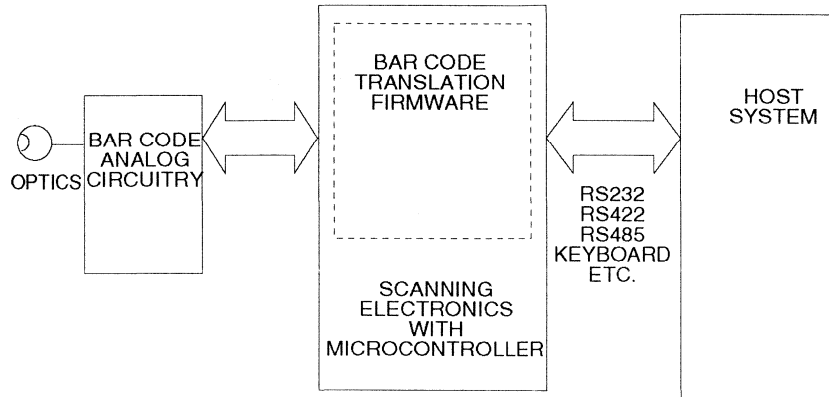 OPTICS
BAR CODE
ANALOG
CIRCUITRY
BAR CODE
TRANSLATION
FIRMWARE
SCANNING
ELECTRONICS
WITH
MICROCONTROLLER
RS232
RS422
RS485
KEYBOARD
ETC.
HOST
SYSTEM